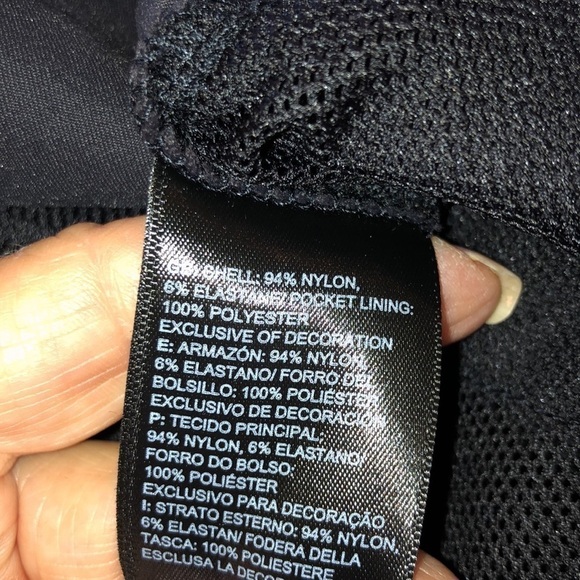 SHELL: 94% NYLON,
6% ELASTANE/ POCKET LINING:
100% POLYESTER
EXCLUSIVE OF DECORATION
E: ARMAZÓN: 94% NYLON,
6% ELASTANO/ FORRO DEL
BOLSILLO: 100% POLIÉSTER
EXCLUSIVO DE DECORACIÓN
P: TECIDO PRINCIPAL:
94% NYLON, 6% ELASTANO/
FORRO DO BOLSO:
100% POLIÉSTER
EXCLUSIVO PARA DECORAÇÃO
I: STRATO ESTERNO: 94% NYLON,
6% ELASTAN/ FODERA DELLA
TASCA: 100% POLIESTERE
ESCLUSA LA